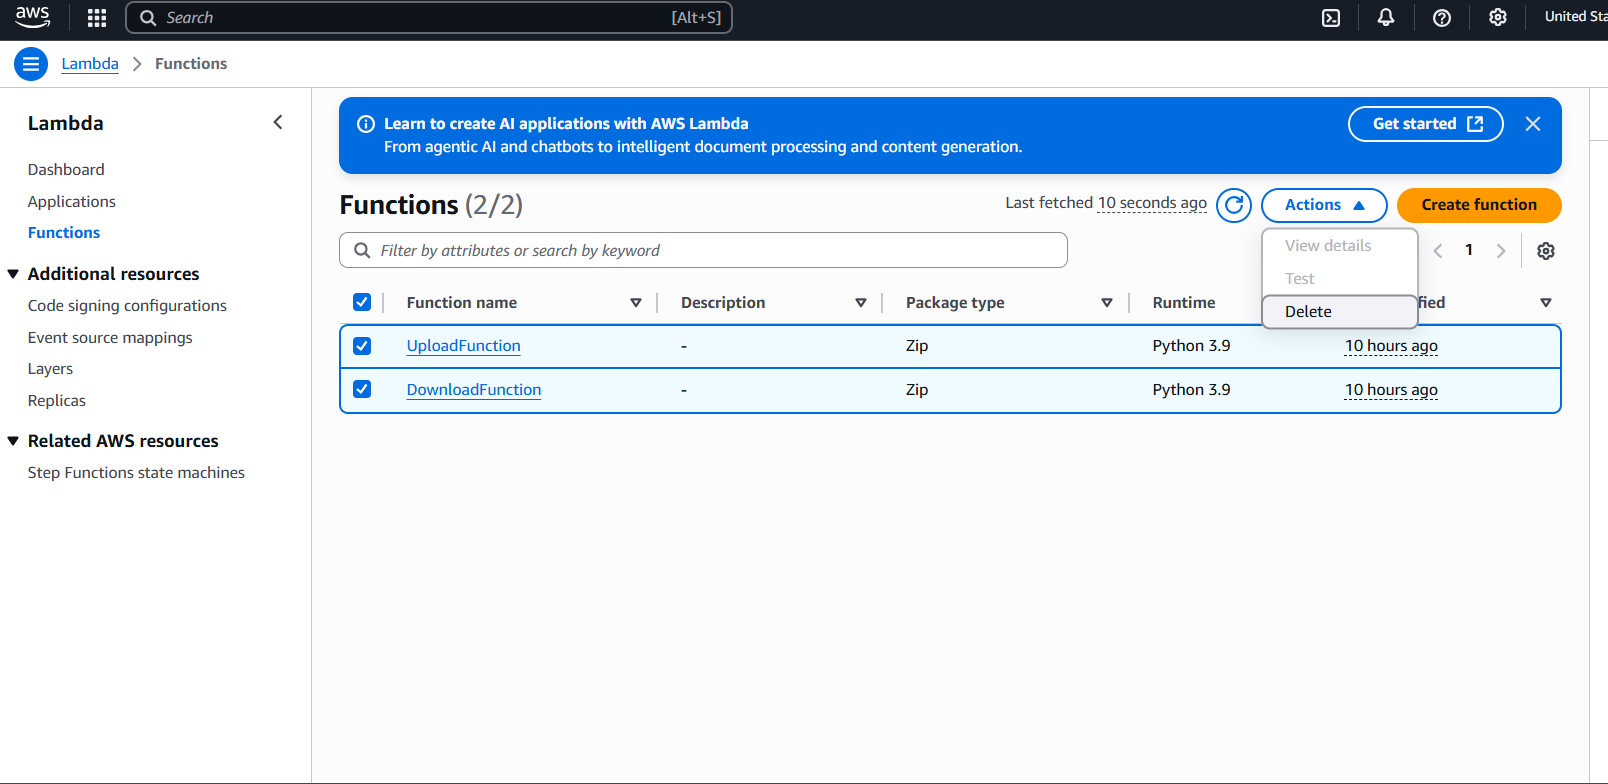 aws
Search
[Alt+S]
United Sta
Lambda
Functions
Lambda
Dashboard
Applications
Functions
Additional resources
Code signing configurations
Event source mappings
Layers
Replicas
Related AWS resources
Step Functions state machines
Learn to create AI applications with AWS Lambda
From agentic AI and chatbots to intelligent document processing and content generation.
Get started
Functions (2/2)
Last fetched 10 seconds ago
Actions
Create function
View details
Test
Delete
Filter by attributes or search by keyword
1
Function name
Description
Package type
Runtime
fied
UploadFunction - Zip Python 3.9 10 hours ago
DownloadFunction - Zip Python 3.9 10 hours ago